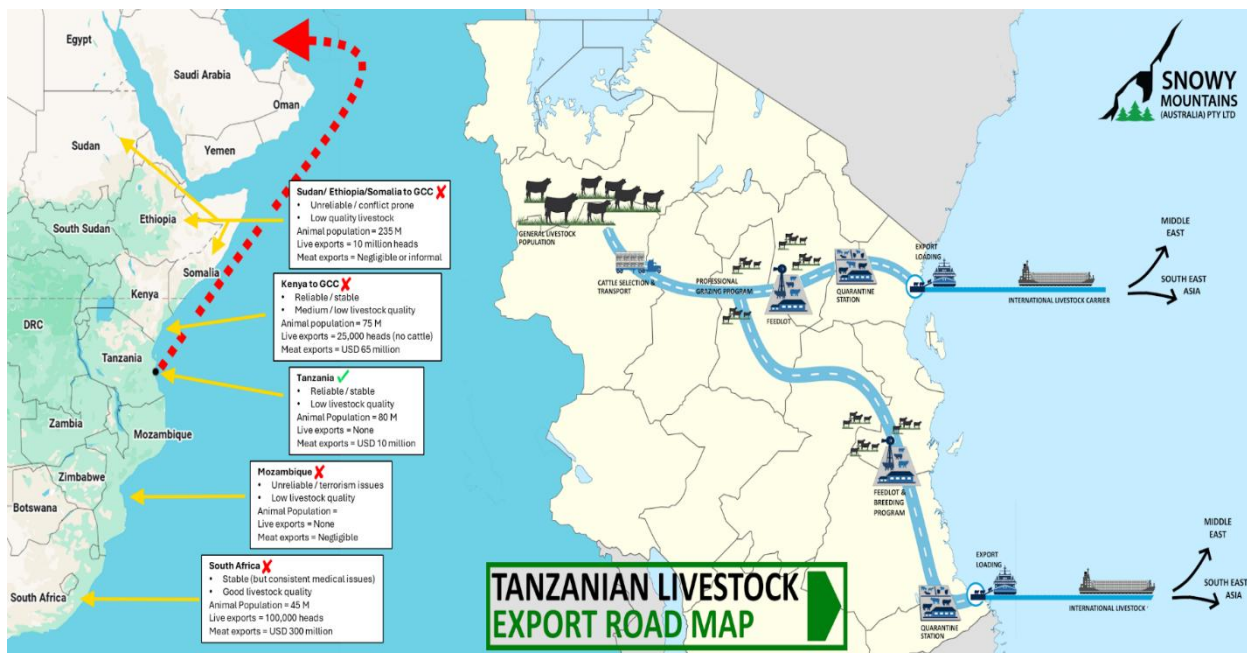 Egypt
Saudi Arabia
Oman
Sudan
Yemen
Ethiopia
South Sudan
Somalia
Kenya
DRC
Tanzania
Zambia
Mozambique
Zimbabwe
Botswana
South Africa
Sudan/ Ethiopia/Somalia to GCC ✘
• Unreliable / conflict prone
• Low quality livestock
Animal population = 235 M
Live exports = 10 million heads
Meat exports = Negligible or informal
Kenya to GCC ✘
• Reliable / stable
• Medium / low livestock quality
Animal population = 75 M
Live exports = 25,000 heads (no cattle)
Meat exports = USD 65 million
Tanzania ✓
• Reliable / stable
• Low livestock quality
Animal Population = 80 M
Live exports = None
Meat exports = USD 10 million
Mozambique ✘
• Unreliable / terrorism issues
• Low livestock quality
Animal Population =
Live exports = None
Meat exports = Negligible
South Africa ✘
• Stable (but consistent medical issues)
• Good livestock quality
Animal Population = 45 M
Live exports = 100,000 heads
Meat exports = USD 300 million
SNOWY
MOUNTAINS
(AUSTRALIA) PTY LTD
GENERAL LIVESTOCK
POPULATION
CATTLE SELECTION &
TRANSPORT
PROFESSIONAL
GRAZING PROGRAM
FEEDLOT
QUARANTINE
STATION
EXPORT
LOADING
INTERNATIONAL LIVESTOCK CARRIER
MIDDLE
EAST
SOUTH EAST
ASIA
FEEDLOT &
BREEDING
PROGRAM
QUARANTINE
STATION
EXPORT
LOADING
INTERNATIONAL LIVESTOCK
MIDDLE
EAST
SOUTH EAST
ASIA
TANZANIAN LIVESTOCK
EXPORT ROAD MAP